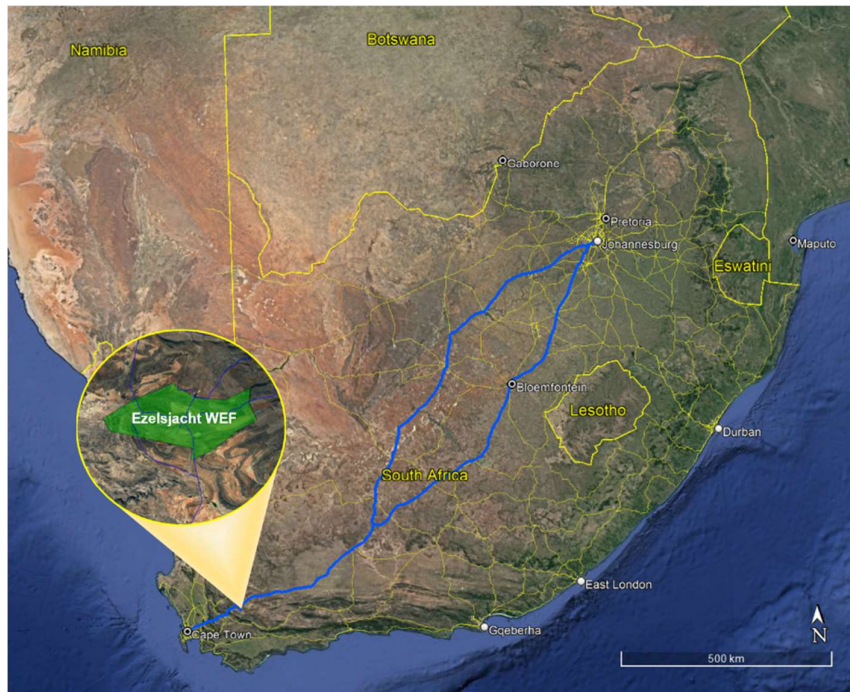 Namibia
Botswana
Gaborone
Pretoria
Johannesburg
Maputo
Eswatini
Ezelsjacht WEF
Bloemfontein
Lesotho
Durban
South Africa
East London
Cape Town
Gqeberha
N
500 km